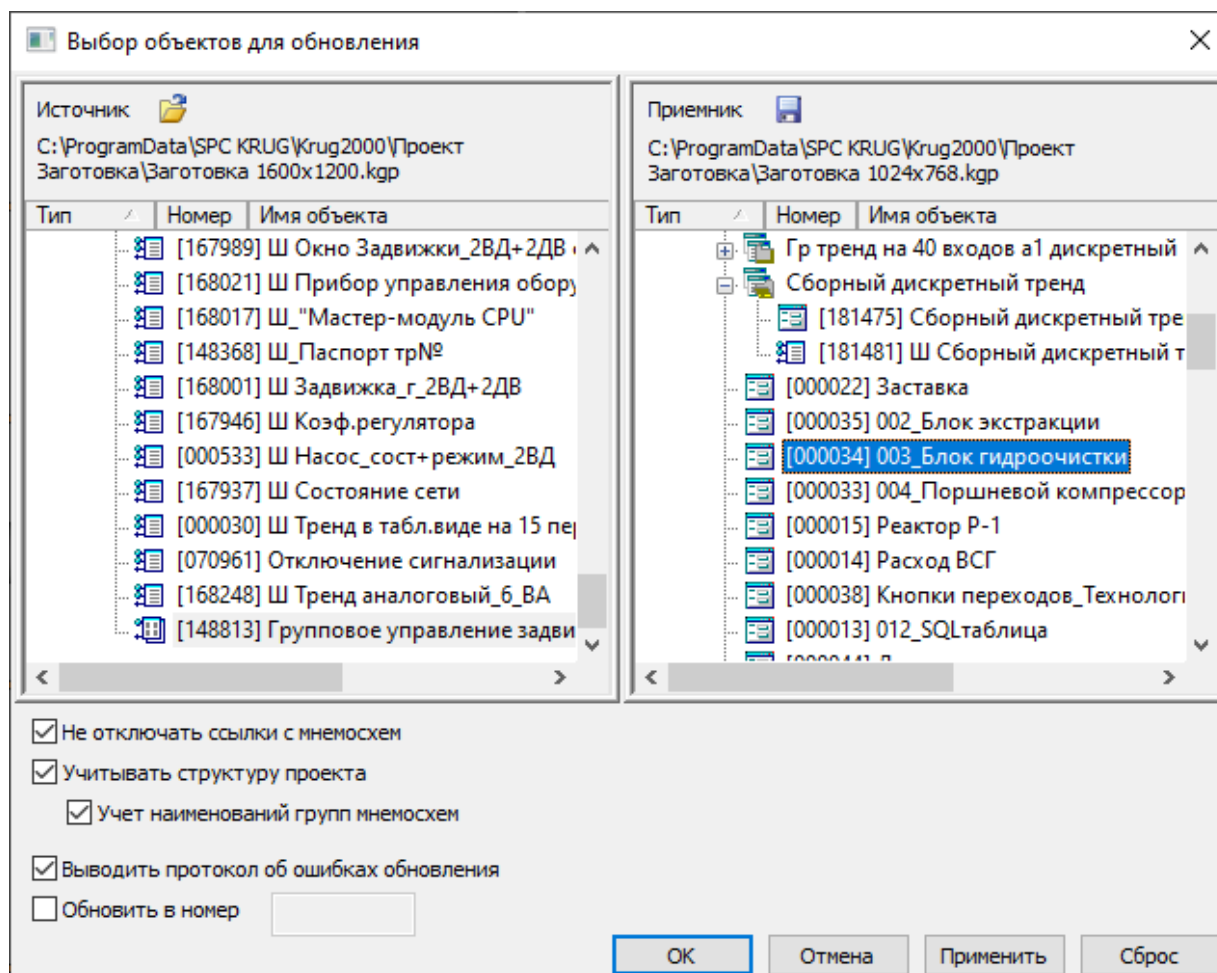 Выбор объектов для обновления
Источник
C:\ProgramData\SPC KRUG\Krug2000\Проект
Заготовка\Заготовка 1600x1200.kgp
Тип Номер Имя объекта
[167989] Ш Окно Задвижки_2ВД+2ДВ
[168021] Ш Прибор управления обору
[168017] Ш_"Мастер-модуль CPU"
[148368] Ш_Паспорт тр№
[168001] Ш Задвижка_г_2ВД+2ДВ
[167946] Ш Коэф.регулятора
[000533] Ш Насос_сост+режим_2ВД
[167937] Ш Состояние сети
[000030] Ш Тренд в табл.виде на 15 пе
[070961] Отключение сигнализации
[168248] Ш Тренд аналоговый_6_ВА
[148813] Групповое управление задви
Приемник
C:\ProgramData\SPC KRUG\Krug2000\Проект
Заготовка\Заготовка 1024x768.kgp
Тип Номер Имя объекта
Гр тренд на 40 входов а1 дискретный
Сборный дискретный тренд
[181475] Сборный дискретный тре
[181481] Ш Сборный дискретный т
[000022] Заставка
[000035] 002_Блок экстракции
[000034] 003_Блок гидроочистки
[000033] 004_Поршневой компрессор
[000015] Реактор Р-1
[000014] Расход ВСГ
[000038] Кнопки переходов_Технологи
[000013] 012_SQLтаблица
Не отключать ссылки с мнемосхем
Учитывать структуру проекта
Учет наименований групп мнемосхем
Выводить протокол об ошибках обновления
Обновить в номер
OK Отмена Применить Сброс